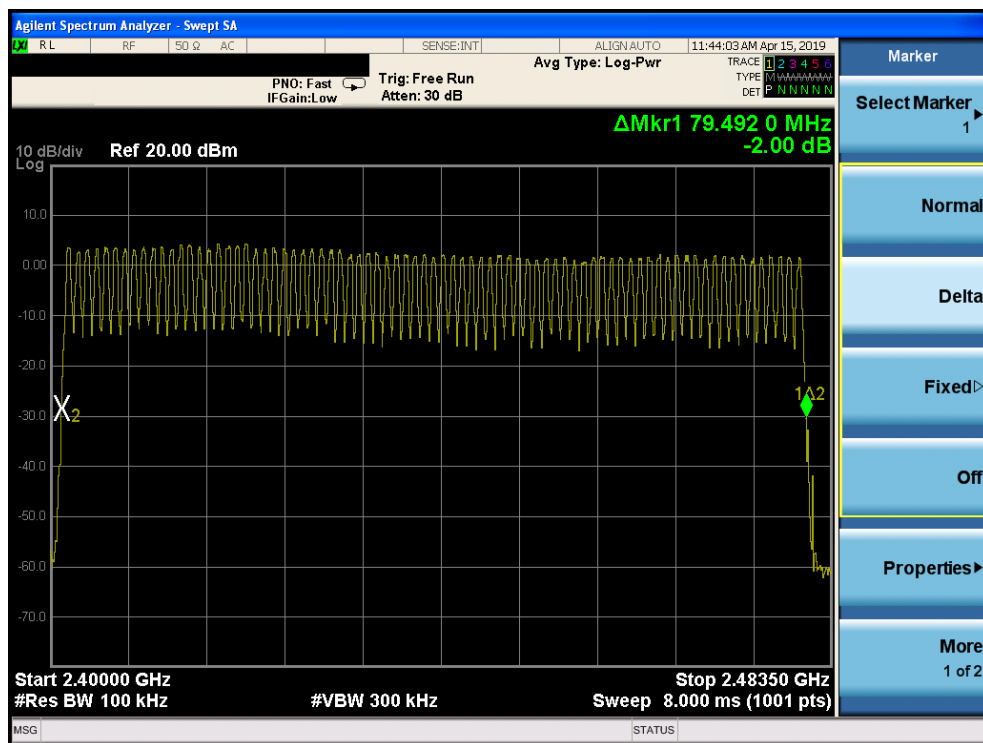 Agilent Spectrum Analyzer - Swept SA
LXI RL RF 50 Ω AC SENSE:INT ALIGNAUTO 11:44:03 AM Apr 15, 2019
Marker
PNO: Fast
IFGain:Low
Trig: Free Run
Atten: 30 dB
Avg Type: Log-Pwr
TRACE 1 2 3 4 5 6
TYPE M
DET P N N N N N
Select Marker
1
ΔMkr1 79.492 0 MHz
-2.00 dB
10 dB/div Ref 20.00 dBm
Log
10.0
0.00
-10.0
-20.0
-30.0
-40.0
-50.0
-60.0
-70.0
X2
1Δ2
Normal
Delta
Fixed
Off
Properties
More
1 of 2
Start 2.40000 GHz Stop 2.48350 GHz
#Res BW 100 kHz #VBW 300 kHz Sweep 8.000 ms (1001 pts)
MSG STATUS